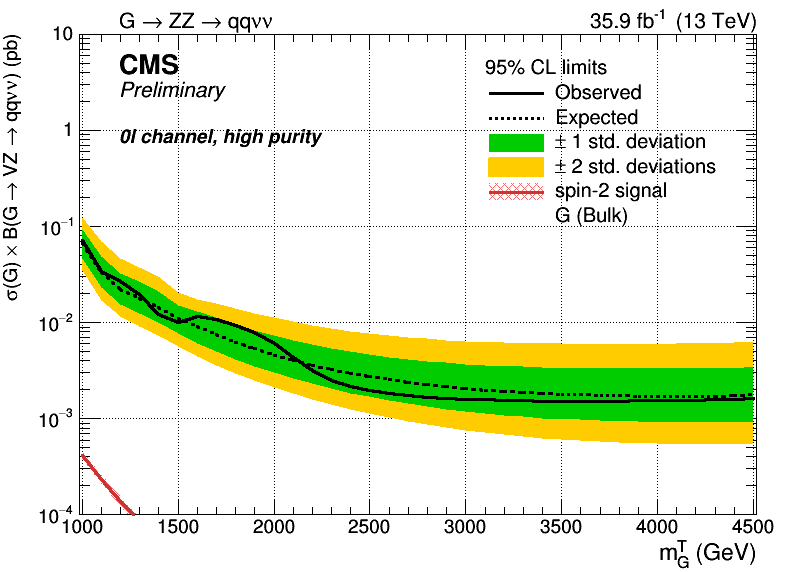 G → ZZ → qqνν
35.9 fb⁻¹ (13 TeV)
σ(G) × B(G → VZ → qqνν) (pb)
CMS
Preliminary
0l channel, high purity
95% CL limits
Observed
Expected
± 1 std. deviation
± 2 std. deviations
spin-2 signal
G (Bulk)
10
1
10⁻¹
10⁻²
10⁻³
10⁻⁴
1000 1500 2000 2500 3000 3500 4000 4500
m_G^T (GeV)